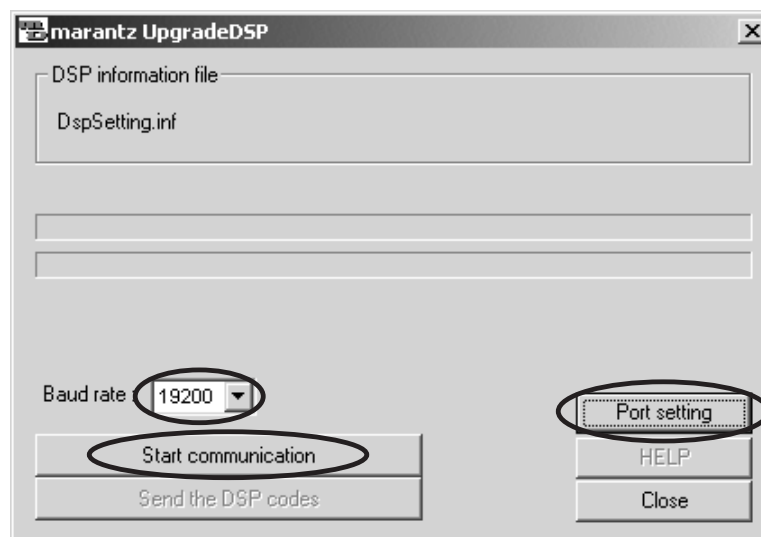 marantz UpgradeDSP
DSP information file
DspSetting.inf
Baud rate : 19200
Port setting
Start communication
HELP
Send the DSP codes
Close